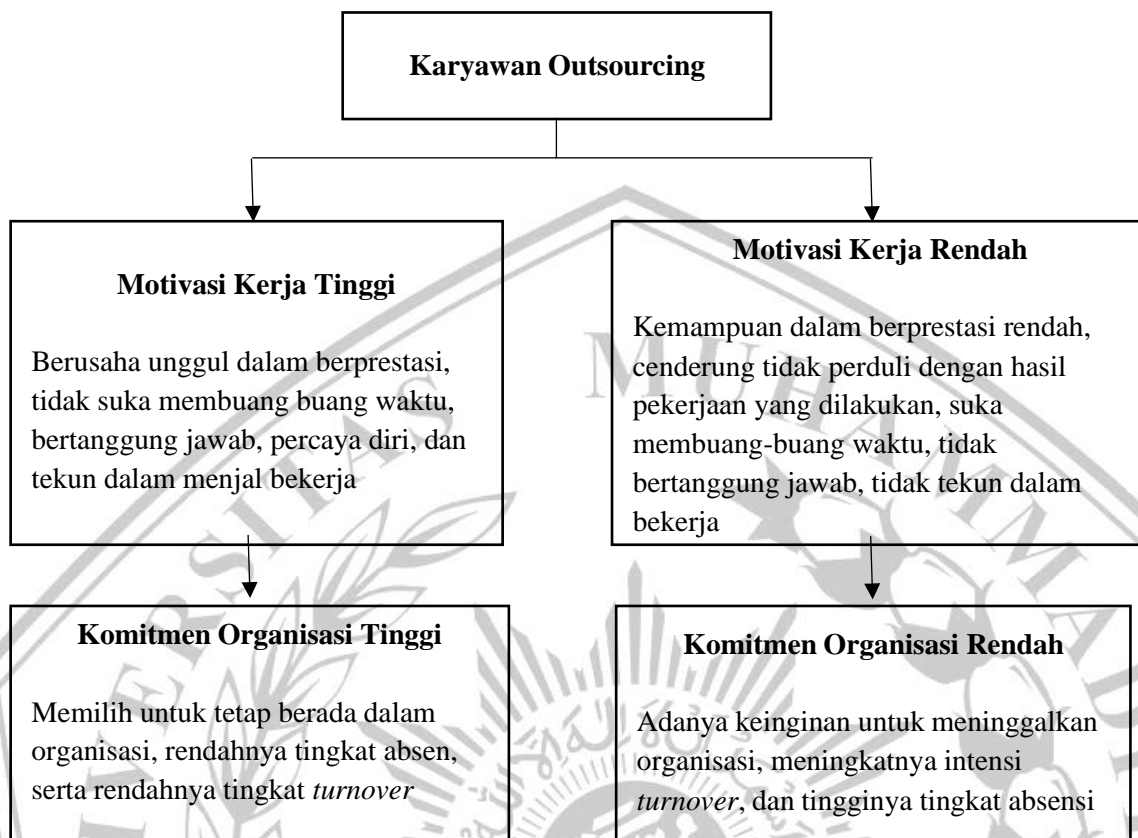 Karyawan Outsourcing
Motivasi Kerja Tinggi
Berusaha unggul dalam berprestasi,
tidak suka membuang buang waktu,
bertanggung jawab, percaya diri, dan
tekun dalam menjal bekerja
Motivasi Kerja Rendah
Kemampuan dalam berprestasi rendah,
cenderung tidak perduli dengan hasil
pekerjaan yang dilakukan, suka
membuang-buang waktu, tidak
bertanggung jawab, tidak tekun dalam
bekerja
Komitmen Organisasi Tinggi
Memilih untuk tetap berada dalam
organisasi, rendahnya tingkat absen,
serta rendahnya tingkat turnover
Komitmen Organisasi Rendah
Adanya keinginan untuk meninggalkan
organisasi, meningkatnya intensi
turnover, dan tingginya tingkat absensi